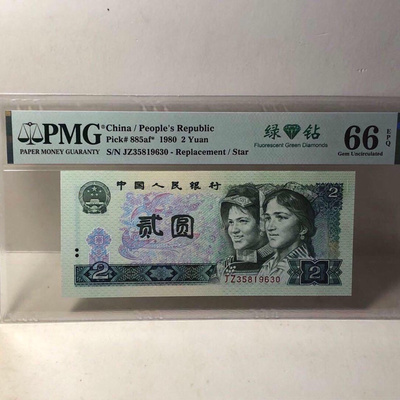 PMG
PAPER MONEY GUARANTY
China / People's Republic
Pick# 885af* 1980 2 Yuan
S/N JZ35819630 - Replacement / Star
绿 钻
Fluorescent Green Diamonds
66 EPQ
Gem Uncirculated
中国人民银行
贰圆
2
2
2
JZ35819630